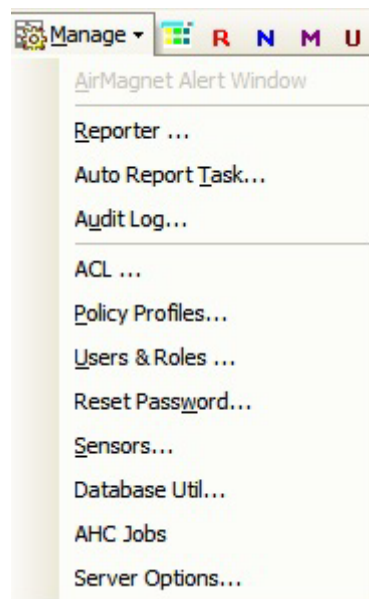 Manage R N M U
AirMagnet Alert Window
Reporter ...
Auto Report Task...
Audit Log...
ACL ...
Policy Profiles...
Users & Roles ...
Reset Password...
Sensors...
Database Util...
AHC Jobs
Server Options...